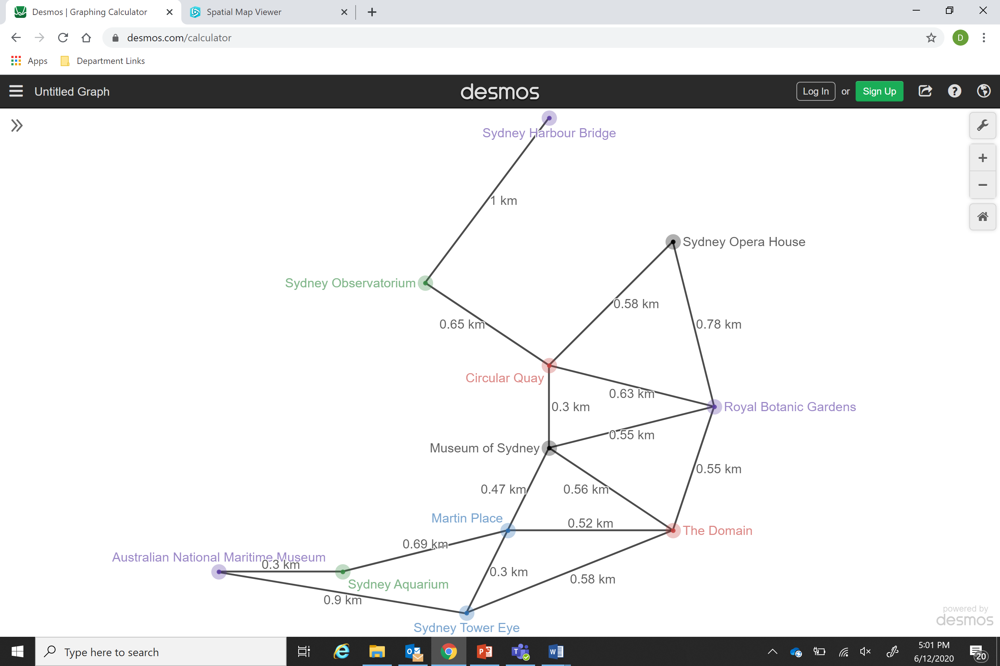 Desmos | Graphing Calculator
Spatial Map Viewer
desmos.com/calculator
D
Apps
Department Links
Untitled Graph
desmos
Log In or Sign Up
Sydney Harbour Bridge
1 km
Sydney Opera House
Sydney Observatorium
0.58 km
0.65 km
0.78 km
Circular Quay
0.63 km
0.3 km
Royal Botanic Gardens
0.55 km
Museum of Sydney
0.55 km
0.47 km
0.56 km
Martin Place
0.52 km
The Domain
0.69 km
Australian National Maritime Museum
0.3 km
0.3 km
0.58 km
Sydney Aquarium
0.9 km
Sydney Tower Eye
powered by
desmos
Type here to search
5:01 PM
6/12/2020
20